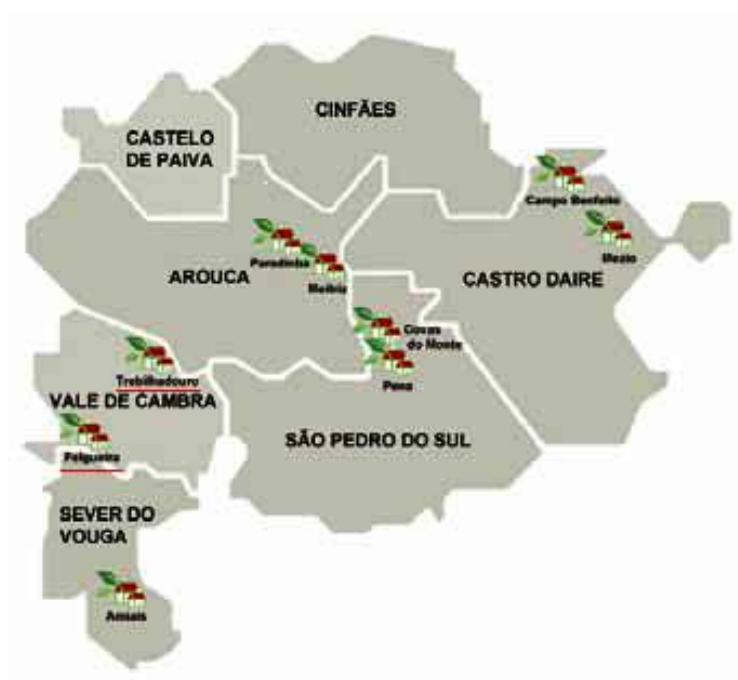 CINFÃES
CASTELO
DE PAIVA
Campo Benfeito
Mezio
Paradinha
AROUCA
Meitriz
CASTRO DAIRE
Covas
do Monte
Pena
Trebilhadouro
VALE DE CAMBRA
SÃO PEDRO DO SUL
Felgueira
SEVER DO
VOUGA
Amiais